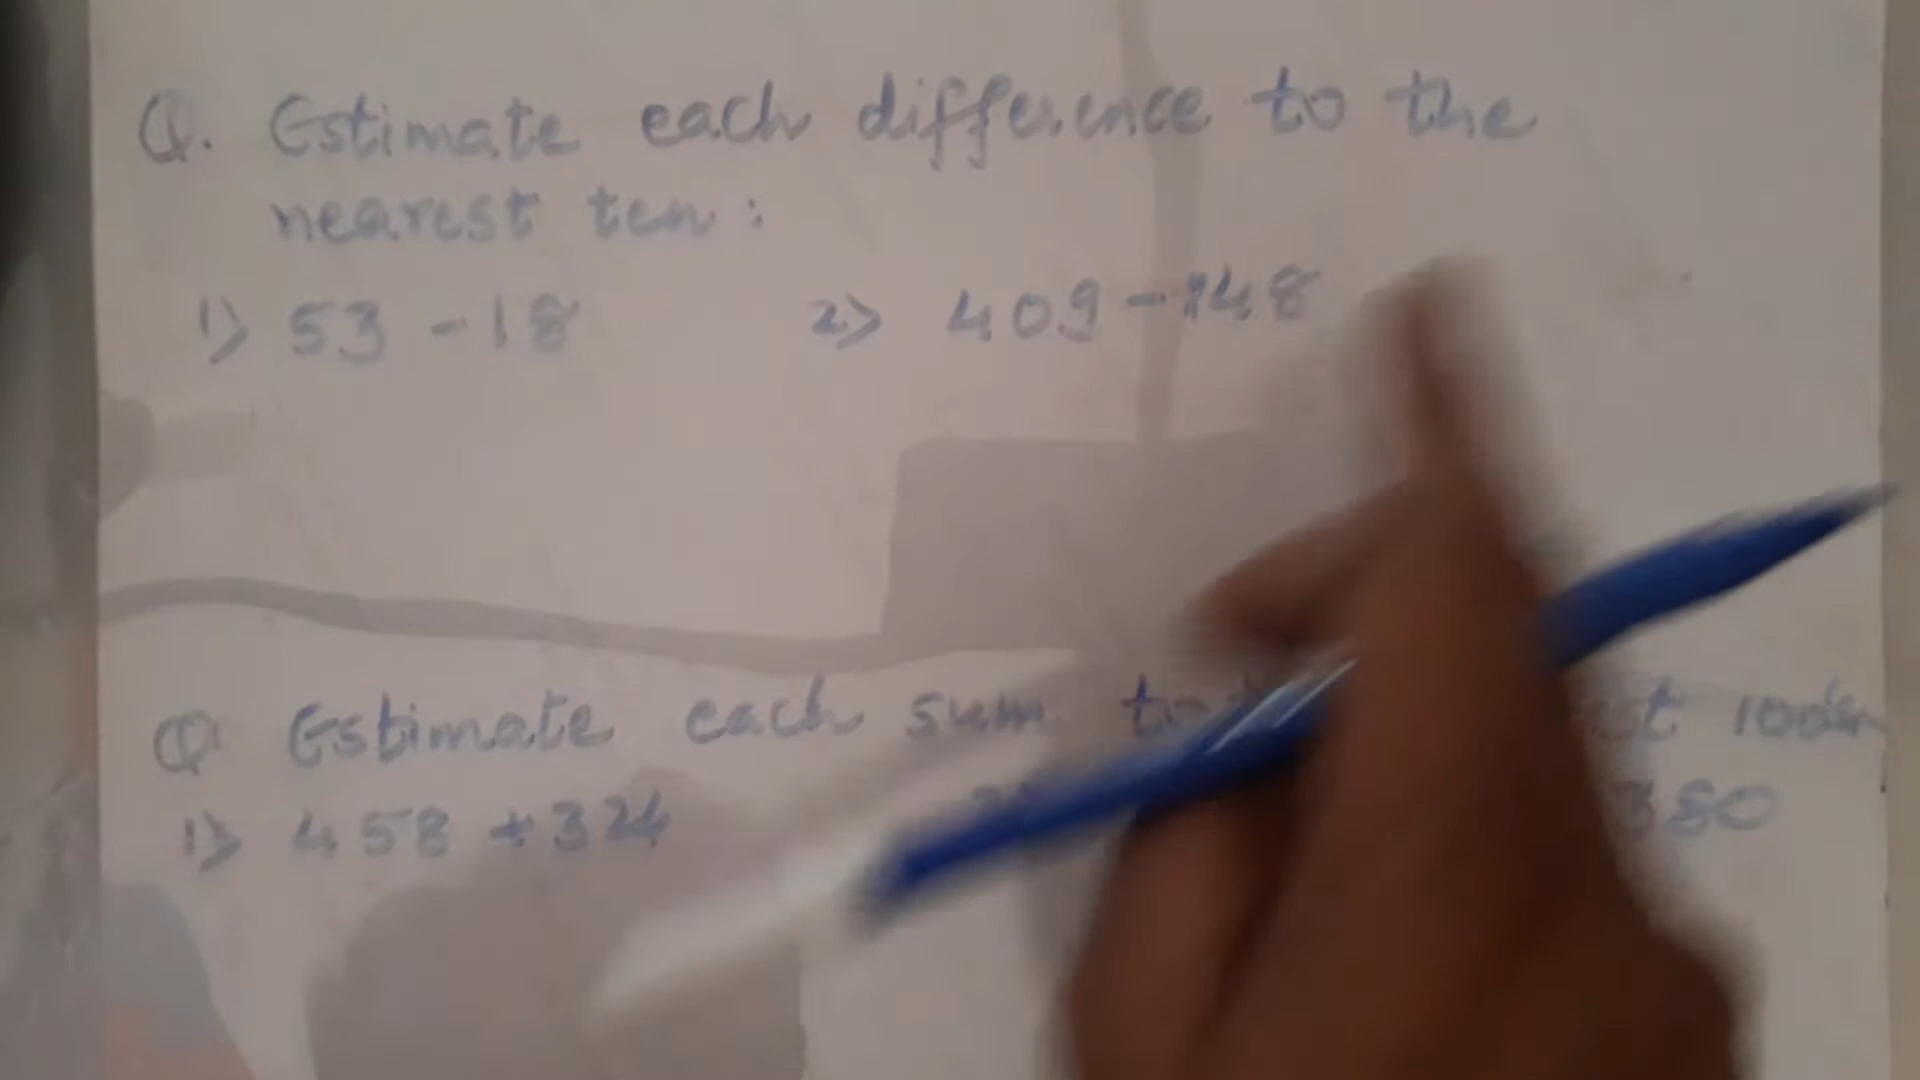 Q. Estimate each difference to the
nearest ten:
1) 53 - 18 2) 409 - 148
Q Estimate each sum
1) 458 + 324